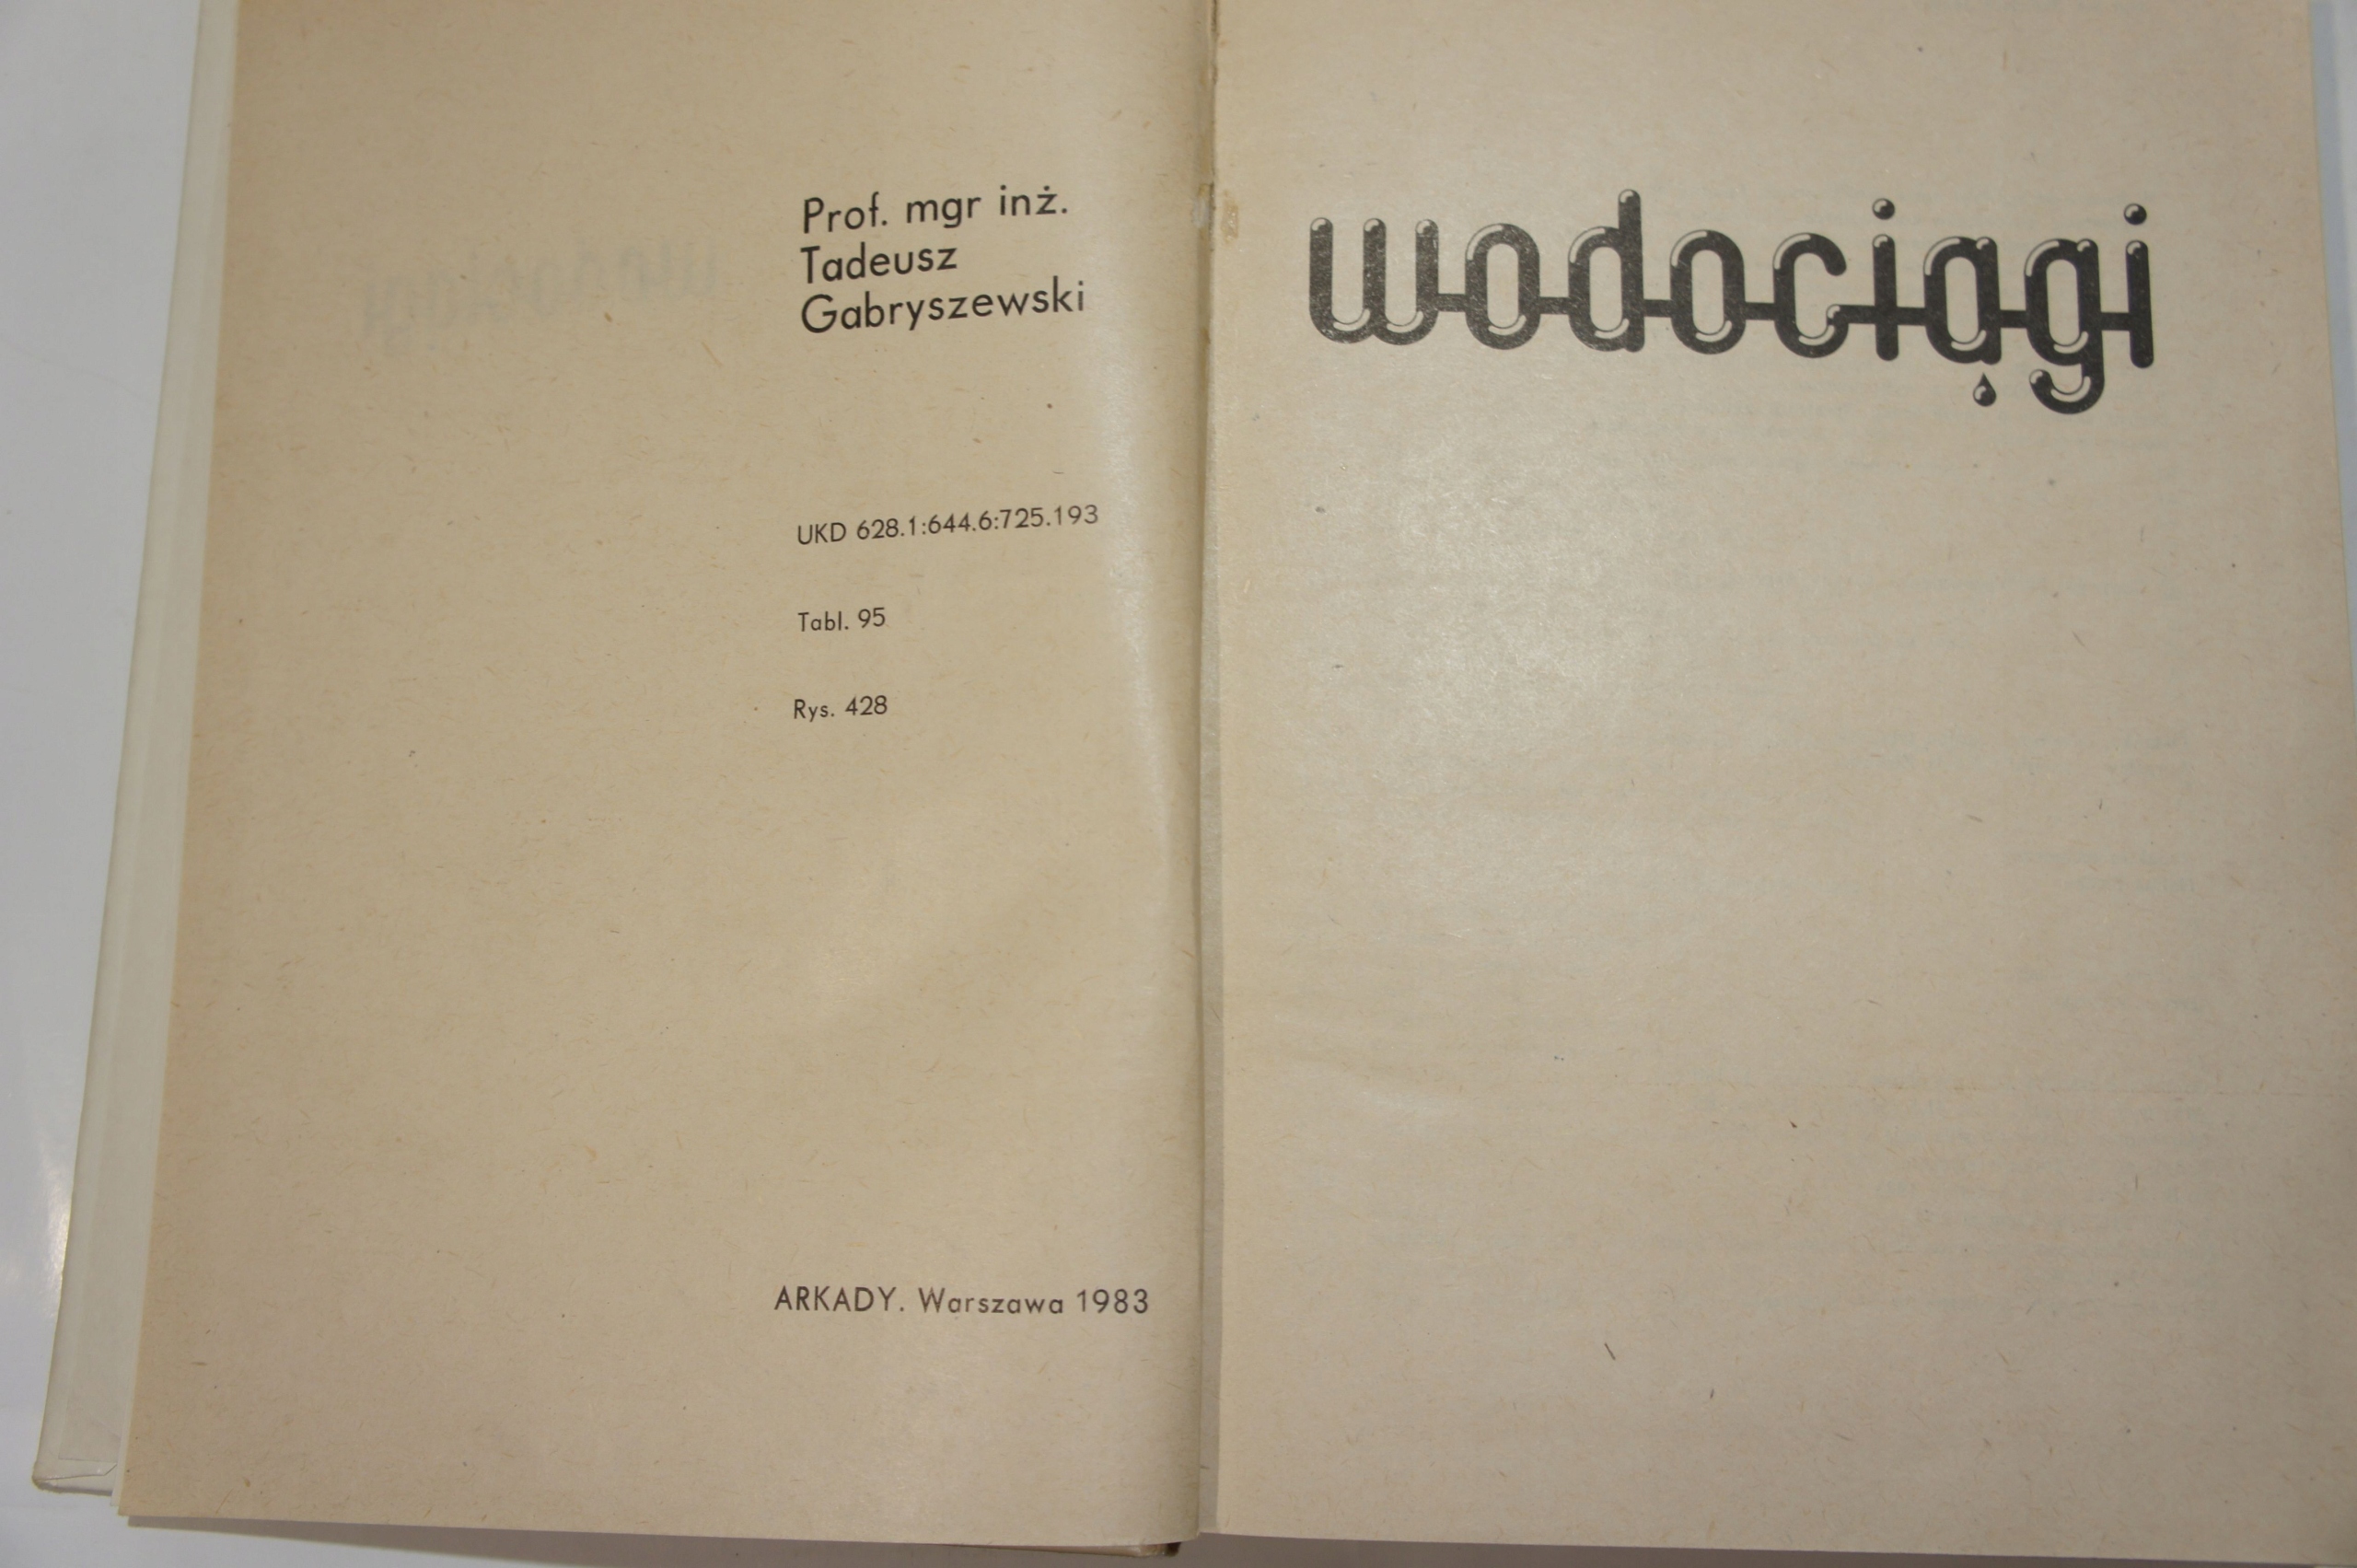 Prof. mgr inż.
Tadeusz
Gabryszewski
UKD 628.1:644.6:725.193
Tabl. 95
Rys. 428
ARKADY. Warszawa 1983
wodociągi